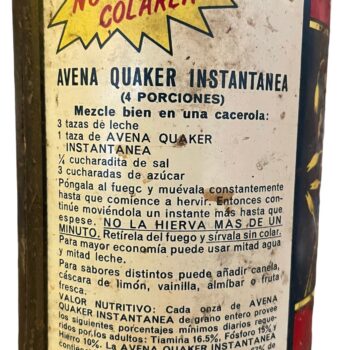 NO
COLARLA
AVENA QUAKER INSTANTANEA
(4 PORCIONES)
Mezcle bien en una cacerola:
3 tazas de leche
1 taza de AVENA QUAKER
INSTANTANEA
¼ cucharadita de sal
3 cucharadas de azúcar
Póngala al fuego y muévala constantemente
hasta que comience a hervir. Entonces con-
tinúe moviéndola un instante más hasta que
espese. NO LA HIERVA MAS DE UN
MINUTO. Retírela del fuego y sírvala sin colar.
Para mayor economía puede usar mitad agua
y mitad leche.
Para sabores distintos puede añadir canela,
cáscara de limón, vainilla, almíbar o fruta
fresca.
VALOR NUTRITIVO: Cada onza de AVENA
QUAKER INSTANTANEA de grano entero provee
los siguientes porcentajes mínimos diarios reque-
ridos por los adultos: Tiamina 16.5%, Fósforo 15% y
Hierro 10%. La AVENA QUAKER INSTANTANEA